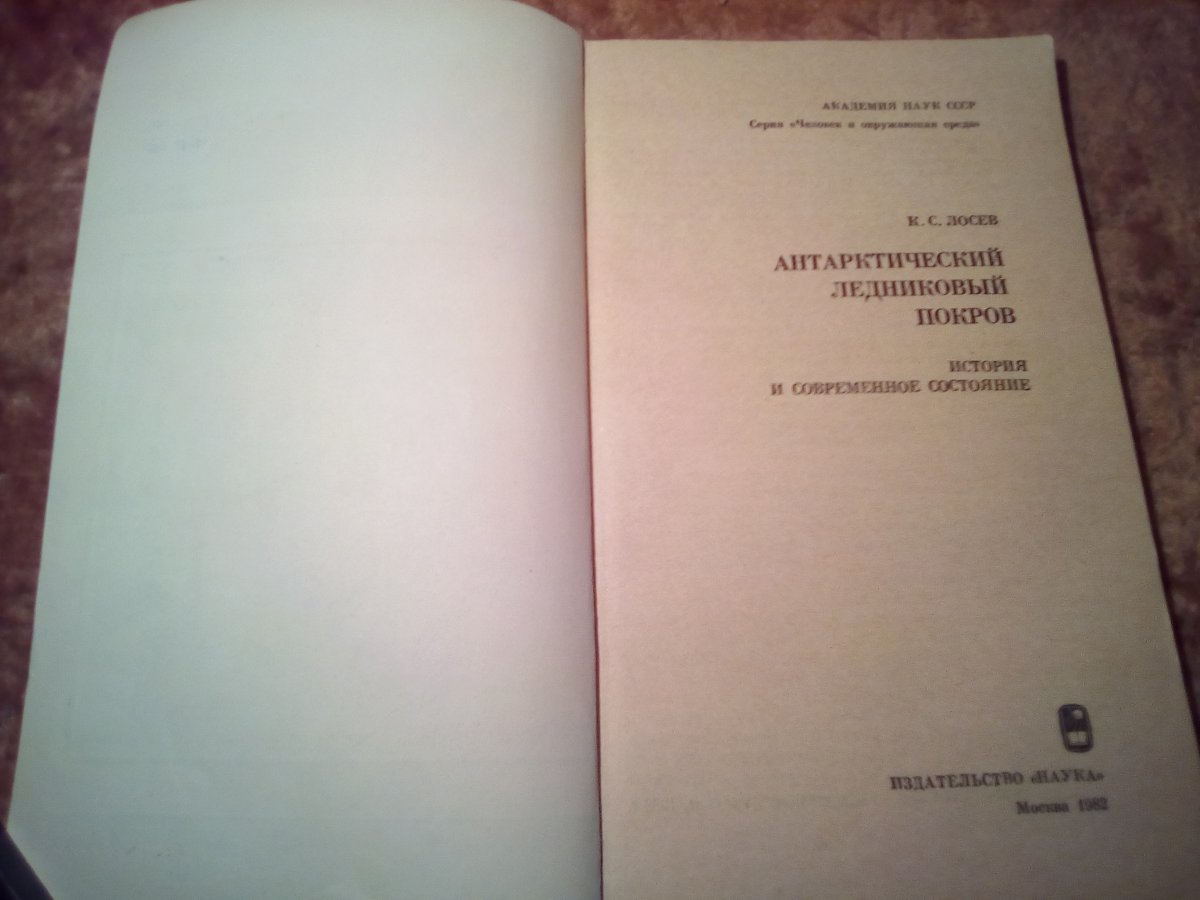 АКАДЕМИЯ НАУК СССР
Серия «Человек и окружающая среда»
К. С. ЛОСЕВ
АНТАРКТИЧЕСКИЙ
ЛЕДНИКОВЫЙ
ПОКРОВ
ИСТОРИЯ
И СОВРЕМЕННОЕ СОСТОЯНИЕ
ИЗДАТЕЛЬСТВО «НАУКА»
Москва 1982